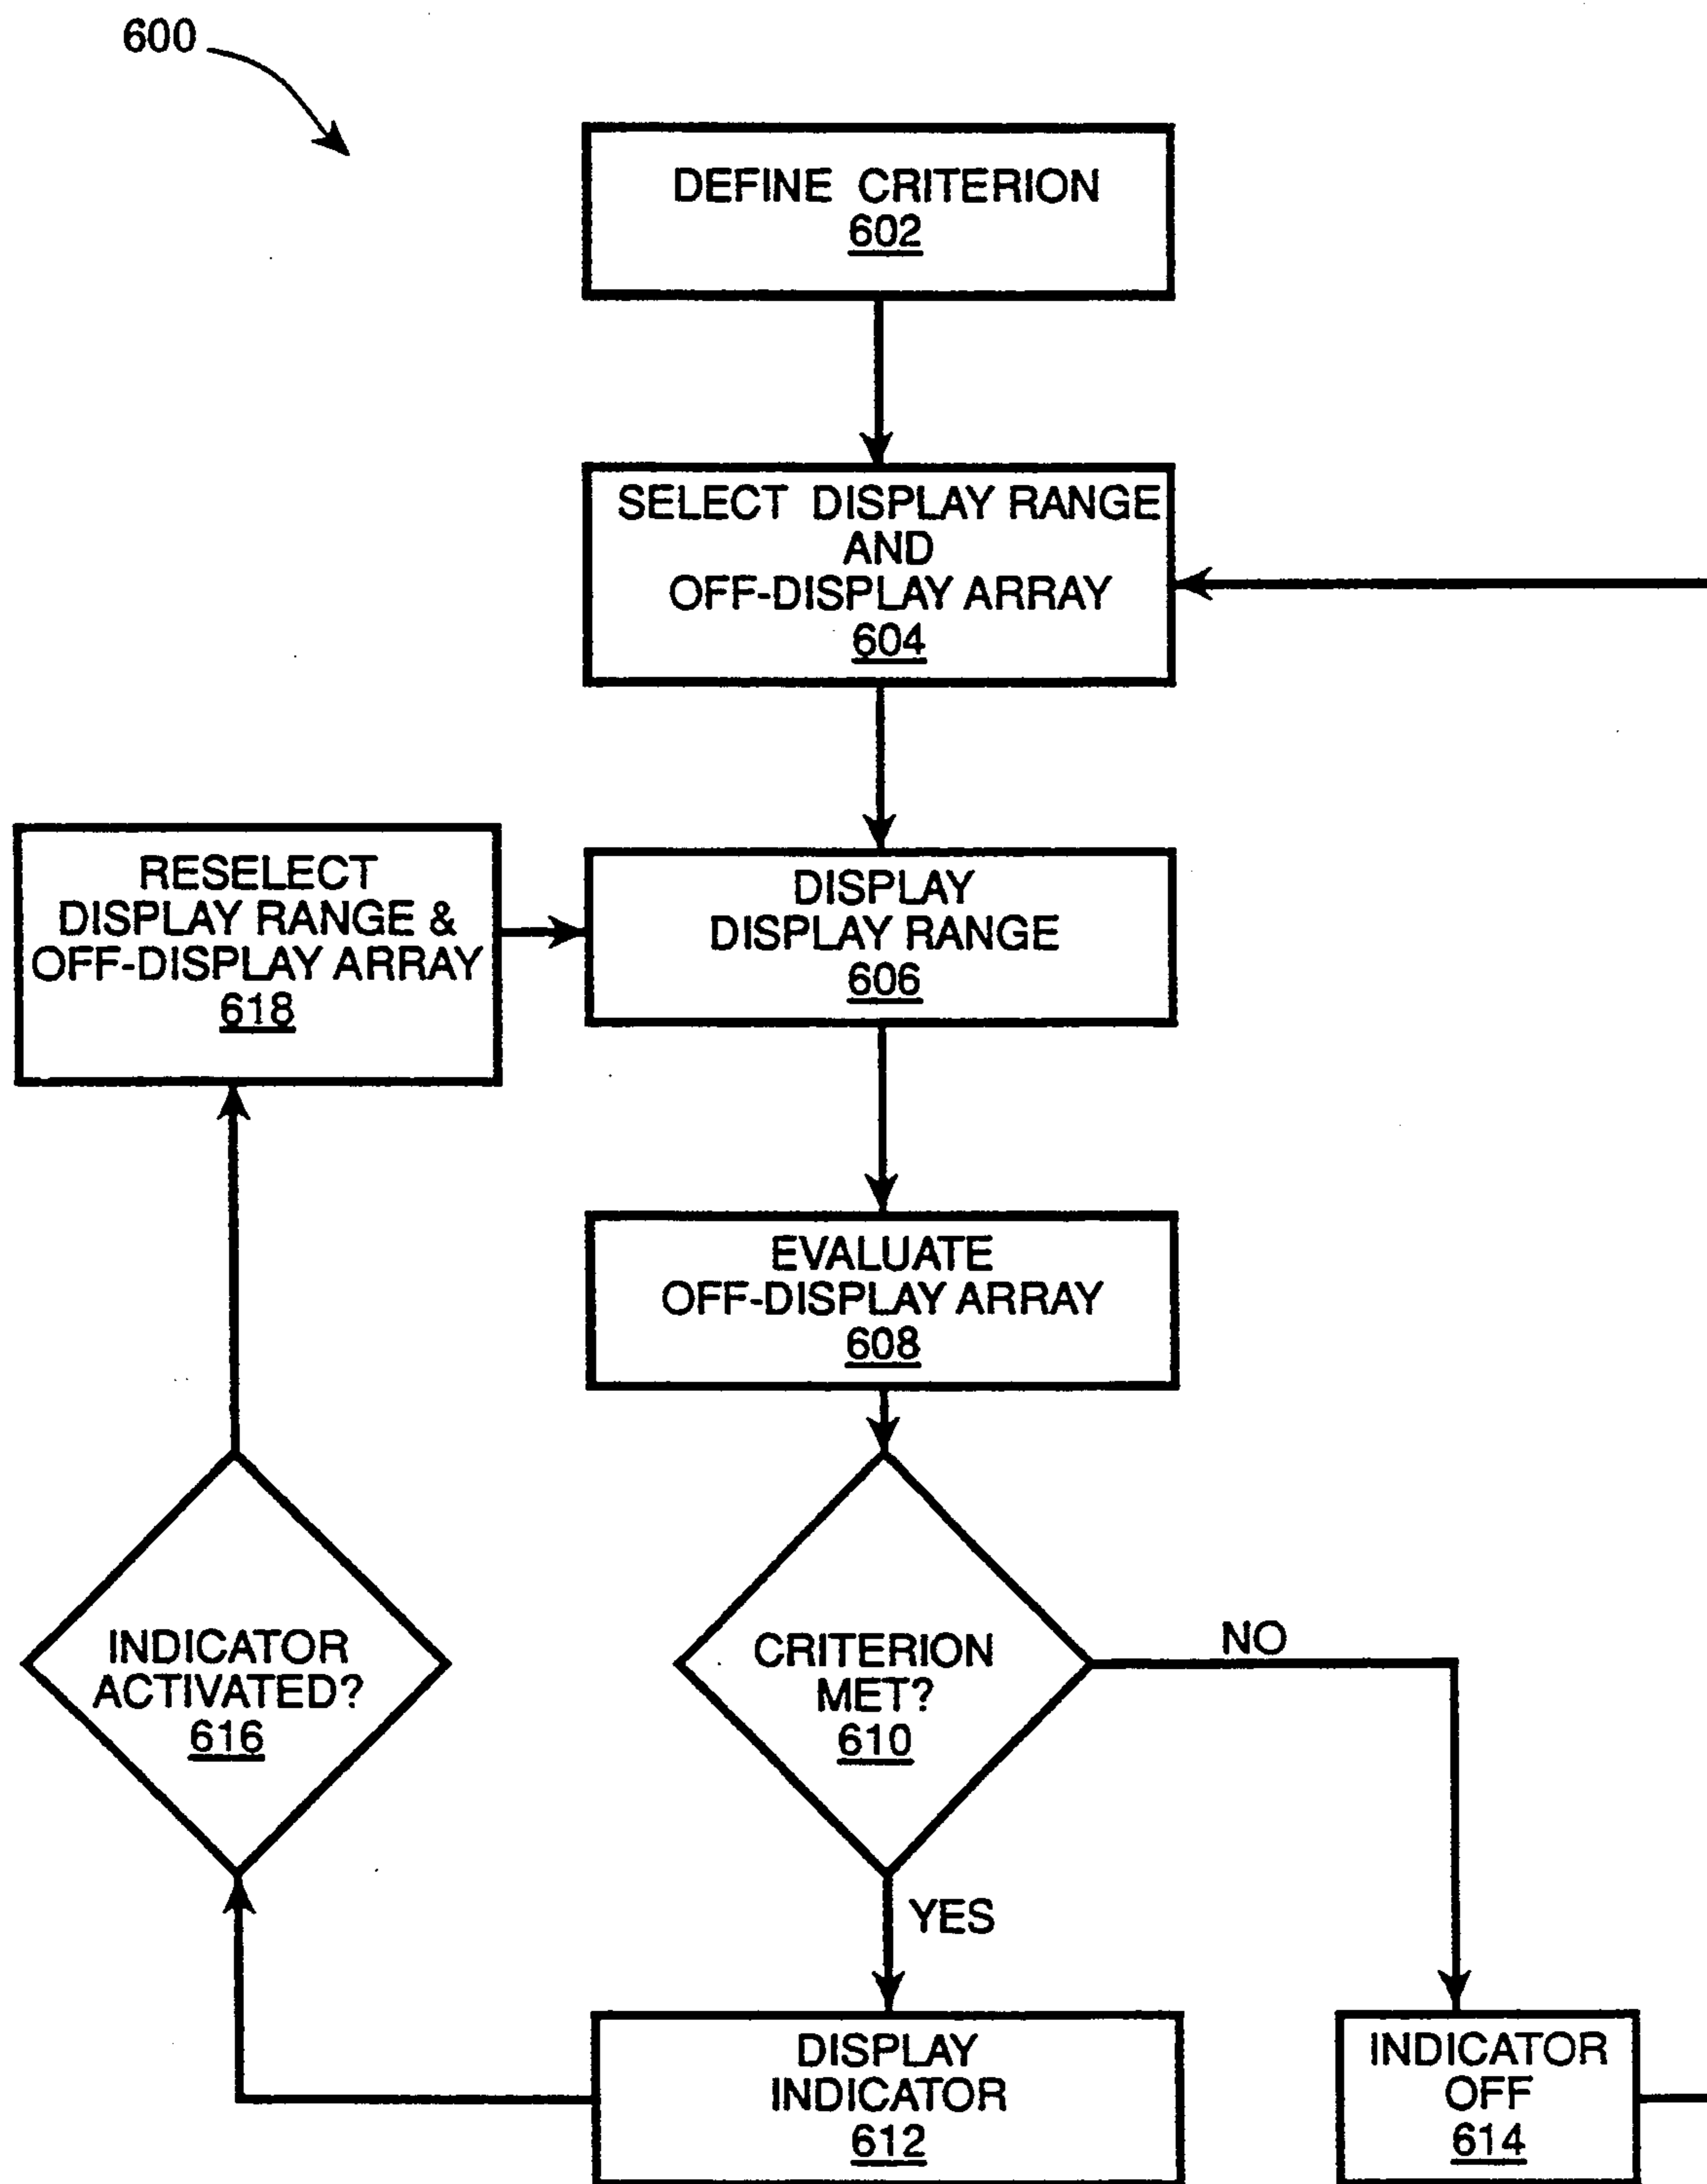 600
DEFINE CRITERION
602
SELECT DISPLAY RANGE
AND
OFF-DISPLAY ARRAY
604
RESELECT
DISPLAY RANGE &
OFF-DISPLAY ARRAY
618
DISPLAY
DISPLAY RANGE
606
EVALUATE
OFF-DISPLAY ARRAY
608
INDICATOR
ACTIVATED?
616
CRITERION
MET?
610
NO
YES
DISPLAY
INDICATOR
612
INDICATOR
OFF
614